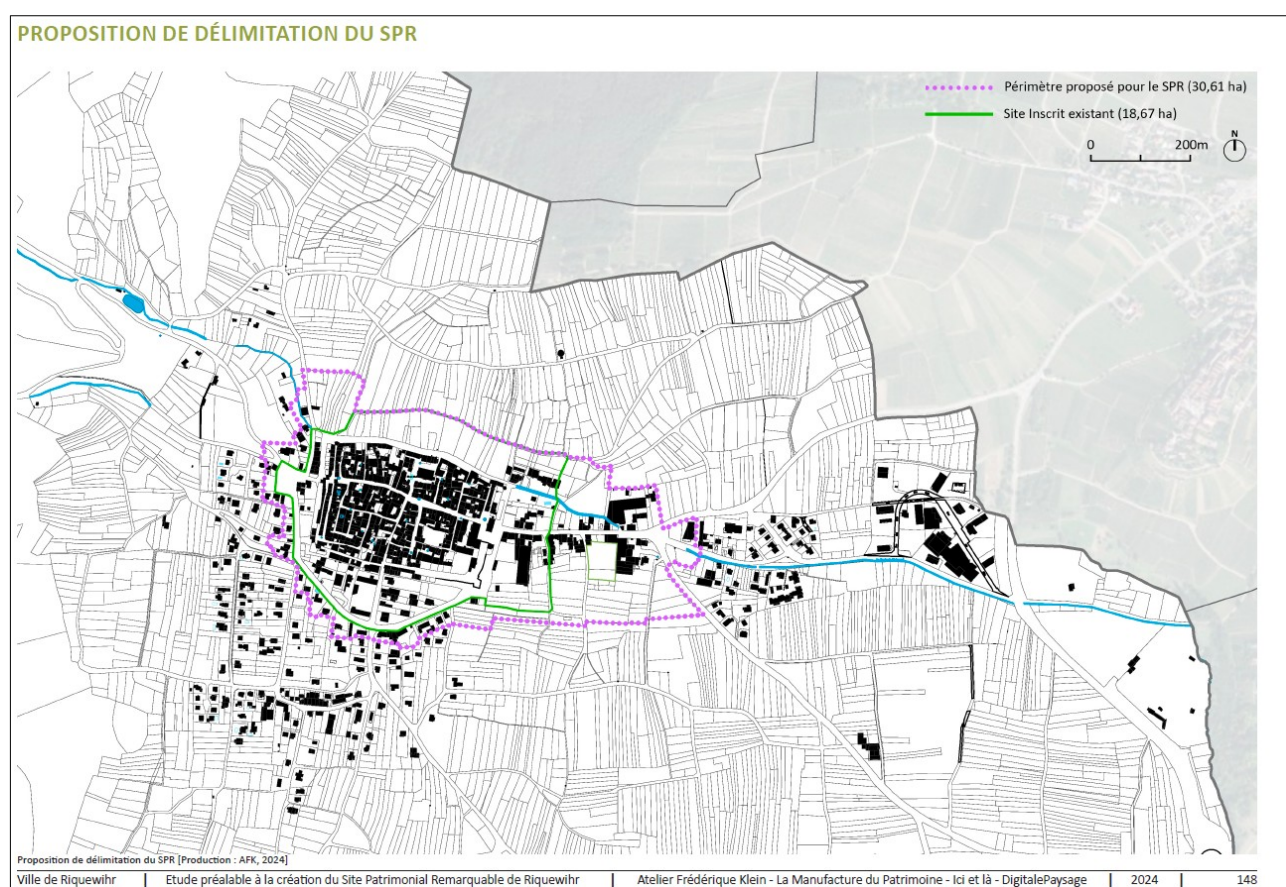 PROPOSITION DE DÉLIMITATION DU SPR
Périmètre proposé pour le SPR (30,61 ha)
Site Inscrit existant (18,67 ha)
0 200m
N
Proposition de délimitation du SPR [Production : AFK, 2024]
Ville de Riquewihr | Etude préalable à la création du Site Patrimonial Remarquable de Riquewihr | Atelier Frédérique Klein - La Manufacture du Patrimoine - Ici et là - DigitalePaysage | 2024 | 148